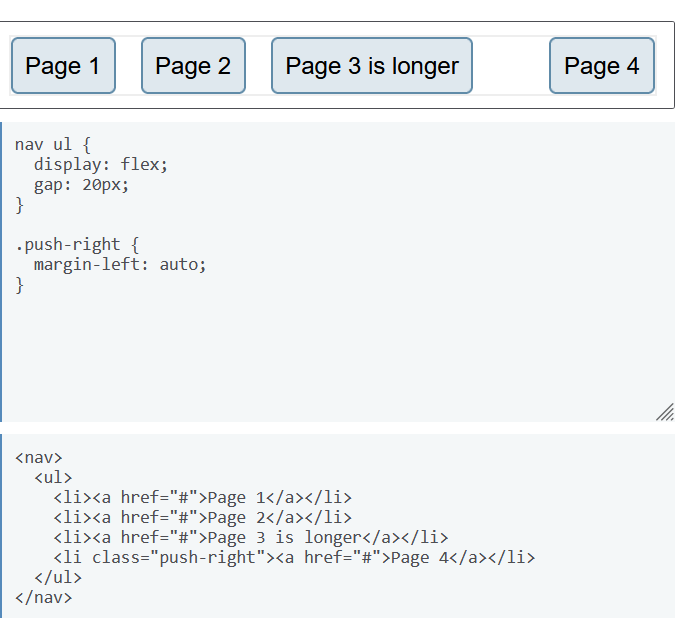 Page 1 Page 2 Page 3 is longer Page 4
nav ul {
  display: flex;
  gap: 20px;
}

.push-right {
  margin-left: auto;
}

<nav>
  <ul>
    <li><a href="#">Page 1</a></li>
    <li><a href="#">Page 2</a></li>
    <li><a href="#">Page 3 is longer</a></li>
    <li class="push-right"><a href="#">Page 4</a></li>
  </ul>
</nav>